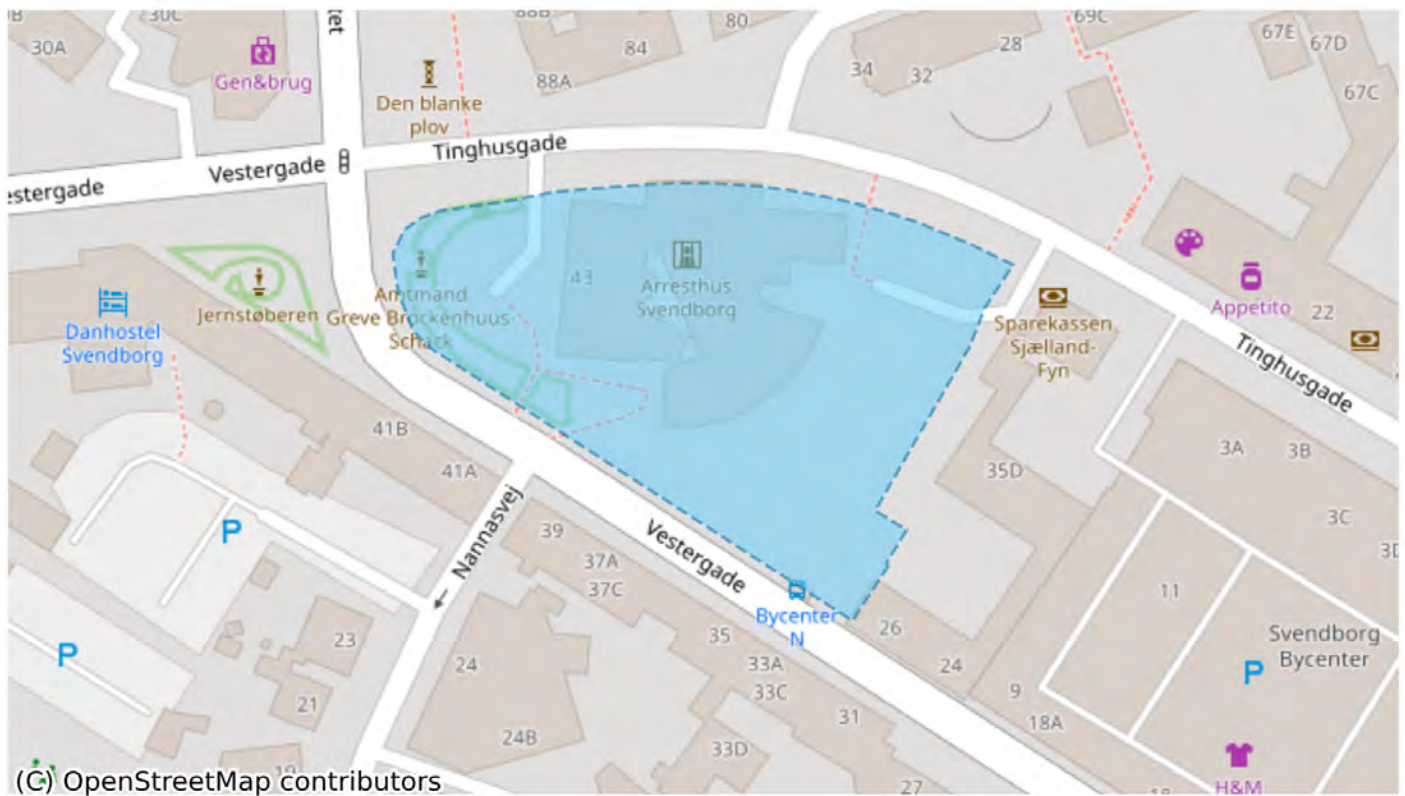 30C
88B
80
69C
67E
67D
67C
30A
tet
84
28
Gen&brug
88A
34
32
Den blanke
plov
Tinghusgade
Vestergade
estergade
Jernstøberen
Danhostel
Svendborg
43
Amtmand
Greve Brockenhuus-
Schack
Arresthus
Svendborg
Sparekassen
Sjælland-
Fyn
Appetito
22
Tinghusgade
41B
41A
35D
3A
3B
3C
P
Nannasvej
39
37A
37C
Vestergade
Bycenter
N
11
23
P
24
35
33A
33C
26
24
9
18A
Svendborg
Bycenter
P
21
24B
31
33D
27
19
18
H&M
(C) OpenStreetMap contributors